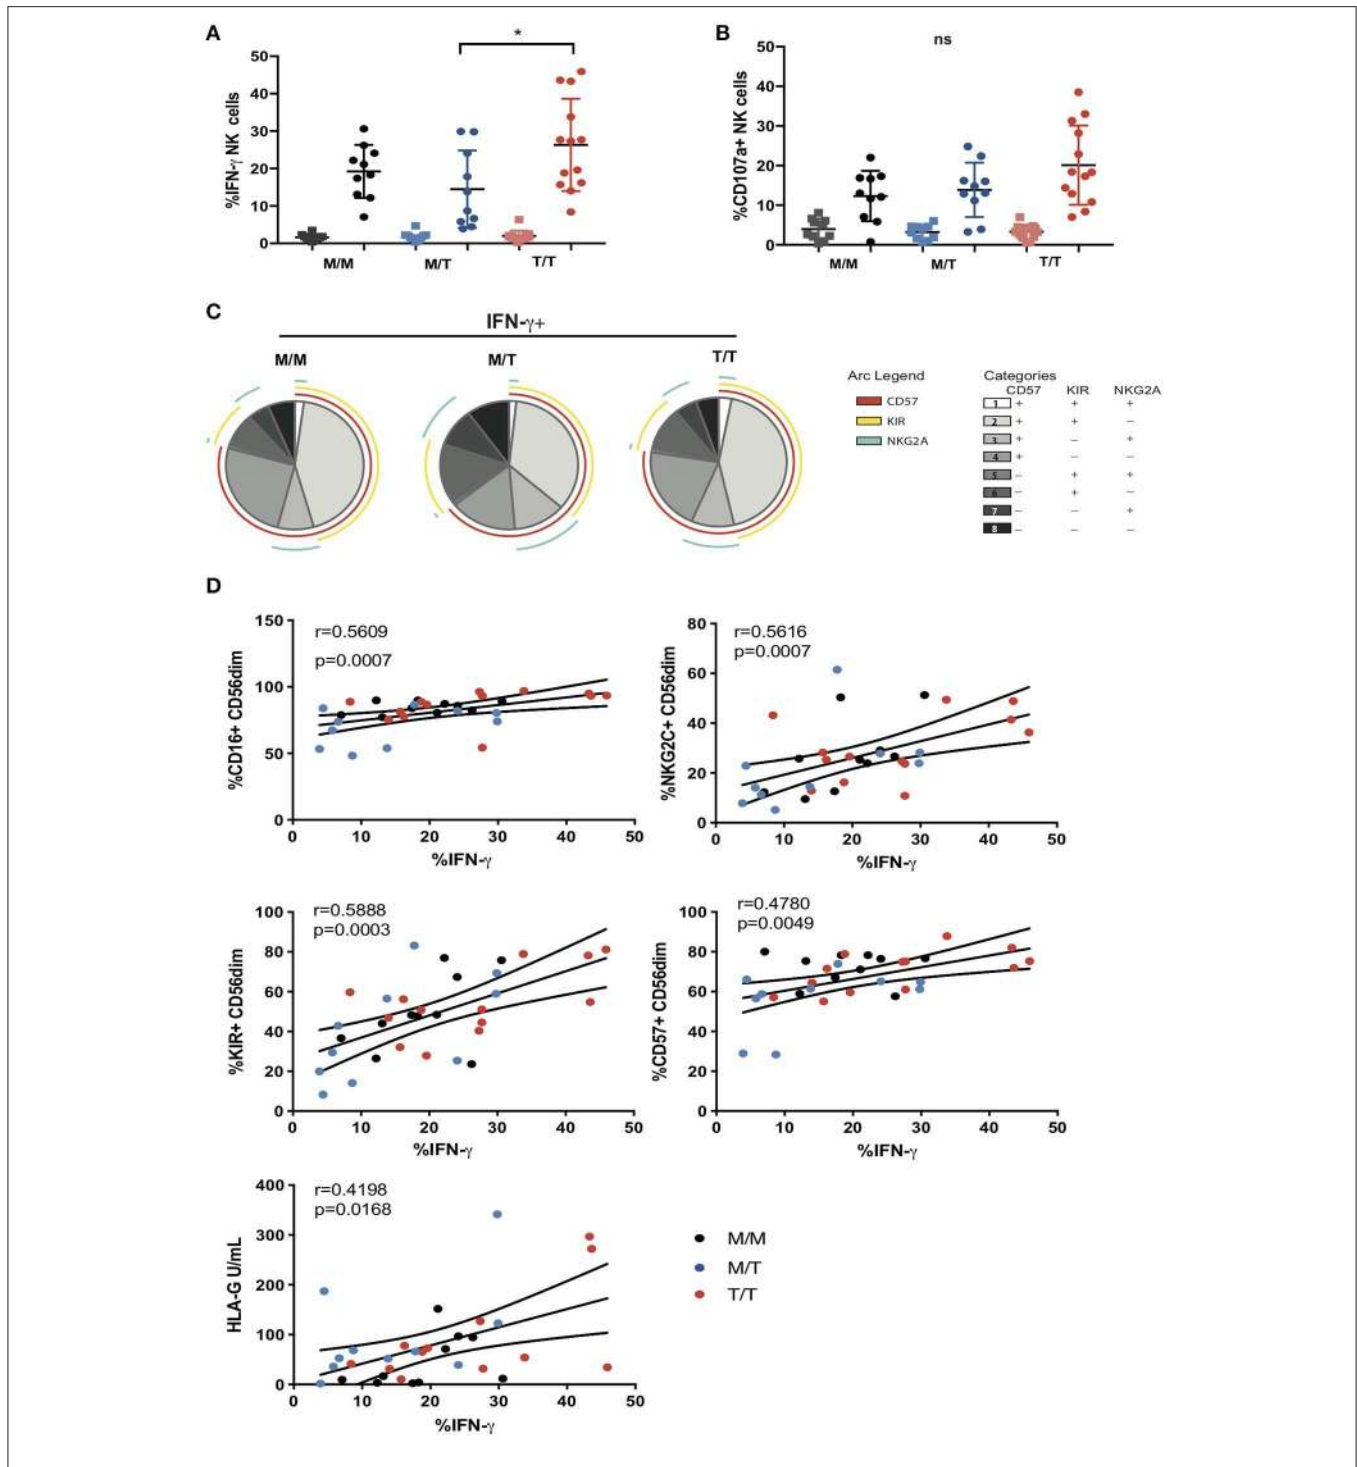 A
*
50
40
30
20
10
0
%IFN-γ NK cells
M/M
M/T
T/T
B
ns
50
40
30
20
10
0
%CD107a+ NK cells
M/M
M/T
T/T
C
IFN-γ+
M/M
M/T
T/T
Arc Legend
CD57
KIR
NKG2A
Categories
CD57 KIR NKG2A
1 + + +
2 + + −
3 + − +
4 + − −
5 − + +
6 − + −
7 − − +
8 − − −
D
r=0.5609
p=0.0007
150
100
50
0
%CD16+ CD56dim
0 10 20 30 40 50
%IFN-γ
r=0.5616
p=0.0007
80
60
40
20
0
%NKG2C+ CD56dim
0 10 20 30 40 50
%IFN-γ
r=0.5888
p=0.0003
100
80
60
40
20
0
%KIR+ CD56dim
0 10 20 30 40 50
%IFN-γ
r=0.4780
p=0.0049
100
80
60
40
20
0
%CD57+ CD56dim
0 10 20 30 40 50
%IFN-γ
r=0.4198
p=0.0168
400
300
200
100
0
HLA-G U/mL
0 10 20 30 40 50
%IFN-γ
M/M
M/T
T/T